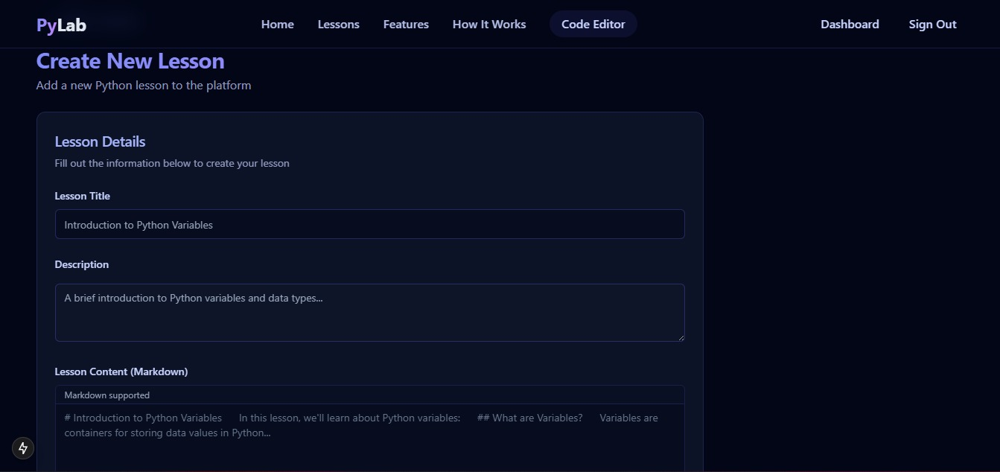 PyLab
Home
Lessons
Features
How It Works
Code Editor
Dashboard
Sign Out
Create New Lesson
Add a new Python lesson to the platform
Lesson Details
Fill out the information below to create your lesson
Lesson Title
Introduction to Python Variables
Description
A brief introduction to Python variables and data types...
Lesson Content (Markdown)
Markdown supported
# Introduction to Python Variables In this lesson, we'll learn about Python variables: ## What are Variables? Variables are
containers for storing data values in Python...